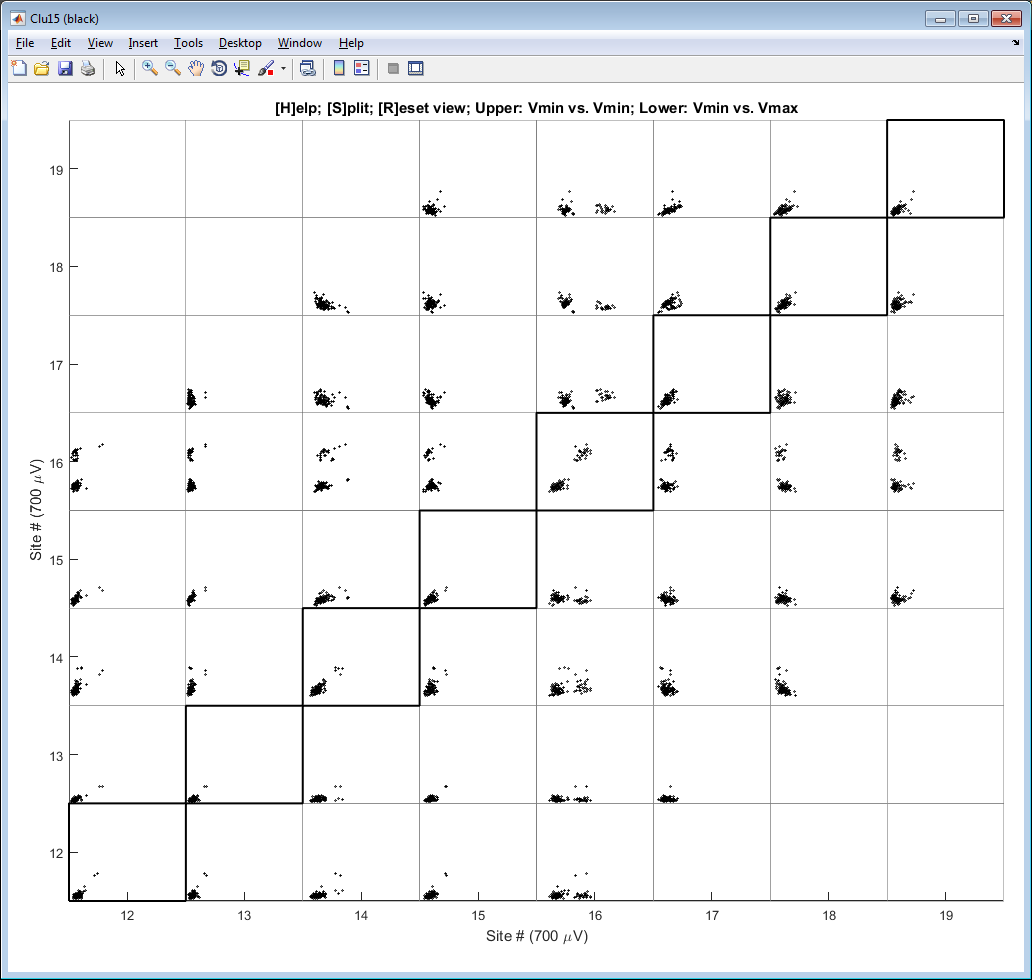 Clu15 (black)
File Edit View Insert Tools Desktop Window Help
[H]elp; [S]plit; [R]eset view; Upper: Vmin vs. Vmin; Lower: Vmin vs. Vmax
19
18
17
16
15
14
13
12
Site # (700 μV)
12 13 14 15 16 17 18 19
Site # (700 μV)